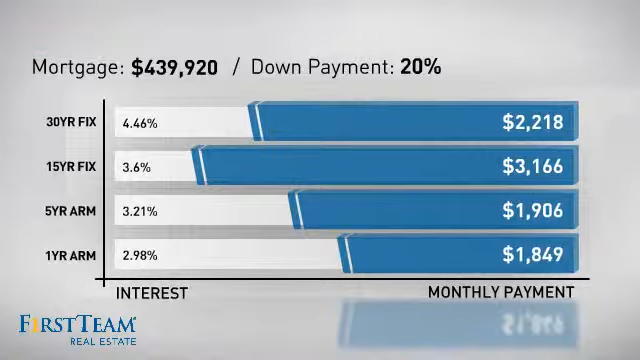 Mortgage: $439,920 / Down Payment: 20%
30YR FIX 4.46% $2,218
15YR FIX 3.6% $3,166
5YR ARM 3.21% $1,906
1YR ARM 2.98% $1,849
INTEREST MONTHLY PAYMENT
FIRSTTEAM®
REAL ESTATE